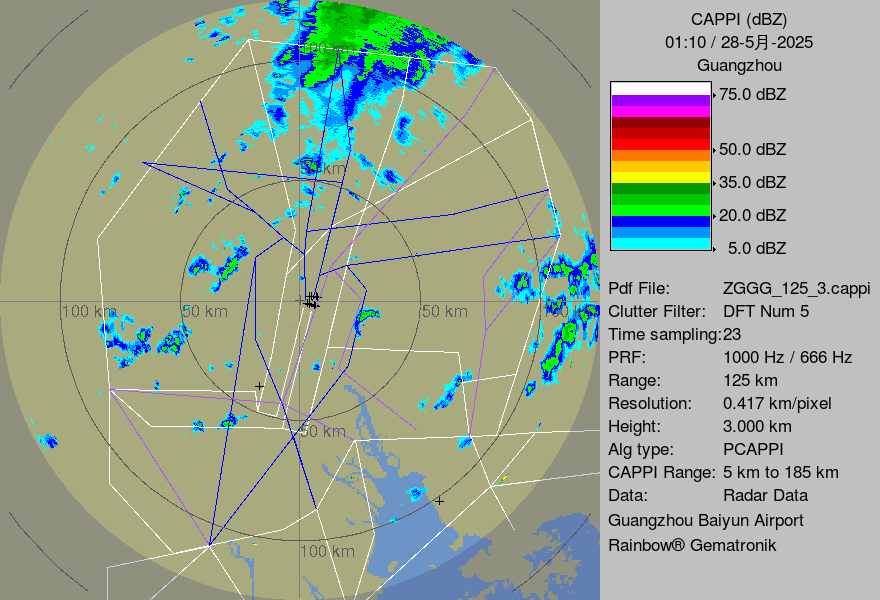 CAPPI (dBZ)
01:10 / 28-5月-2025
Guangzhou
75.0 dBZ
50.0 dBZ
35.0 dBZ
20.0 dBZ
5.0 dBZ
Pdf File: ZGGG_125_3.cappi
Clutter Filter: DFT Num 5
Time sampling:23
PRF: 1000 Hz / 666 Hz
Range: 125 km
Resolution: 0.417 km/pixel
Height: 3.000 km
Alg type: PCAPPI
CAPPI Range: 5 km to 185 km
Data: Radar Data
Guangzhou Baiyun Airport
Rainbow® Gematronik
100 km
50 km
100 km
50 km
50 km
100 km
50 km
100 km